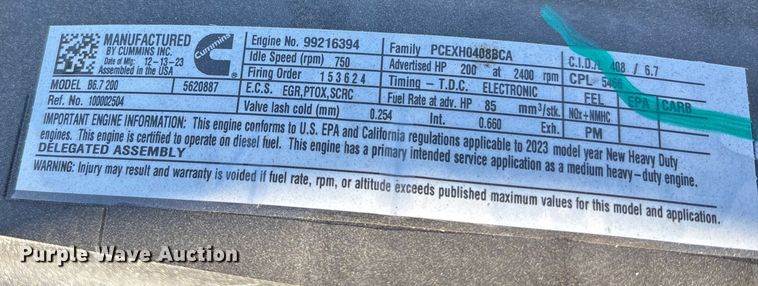 MANUFACTURED
BY CUMMINS INC.
Date of Mfg: 12-13-23
Assembled in the USA
Cummins
MODEL B6.7 200 5620887
Ref. No. 100002504
Engine No. 99216394
Idle Speed (rpm) 750
Firing Order 1 5 3 6 2 4
E.C.S. EGR,PTOX,SCRC
Valve lash cold (mm) 0.254 Int. 0.660 Exh.
Family PCEXH0408BCA
Advertised HP 200 at 2400 rpm
Timing - T.D.C. ELECTRONIC
Fuel Rate at adv. HP 85 mm³/stk.
C.I.D./L 408 / 6.7
CPL
FEL EPA CARB
NOx+NMHC
PM
IMPORTANT ENGINE INFORMATION: This engine conforms to U.S. EPA and California regulations applicable to 2023 model year New Heavy Duty
engines. This engine is certified to operate on diesel fuel. This engine has a primary intended service application as a medium heavy-duty engine.
DELEGATED ASSEMBLY
WARNING: Injury may result and warranty is voided if fuel rate, rpm, or altitude exceeds published maximum values for this model and application.
Purple Wave Auction